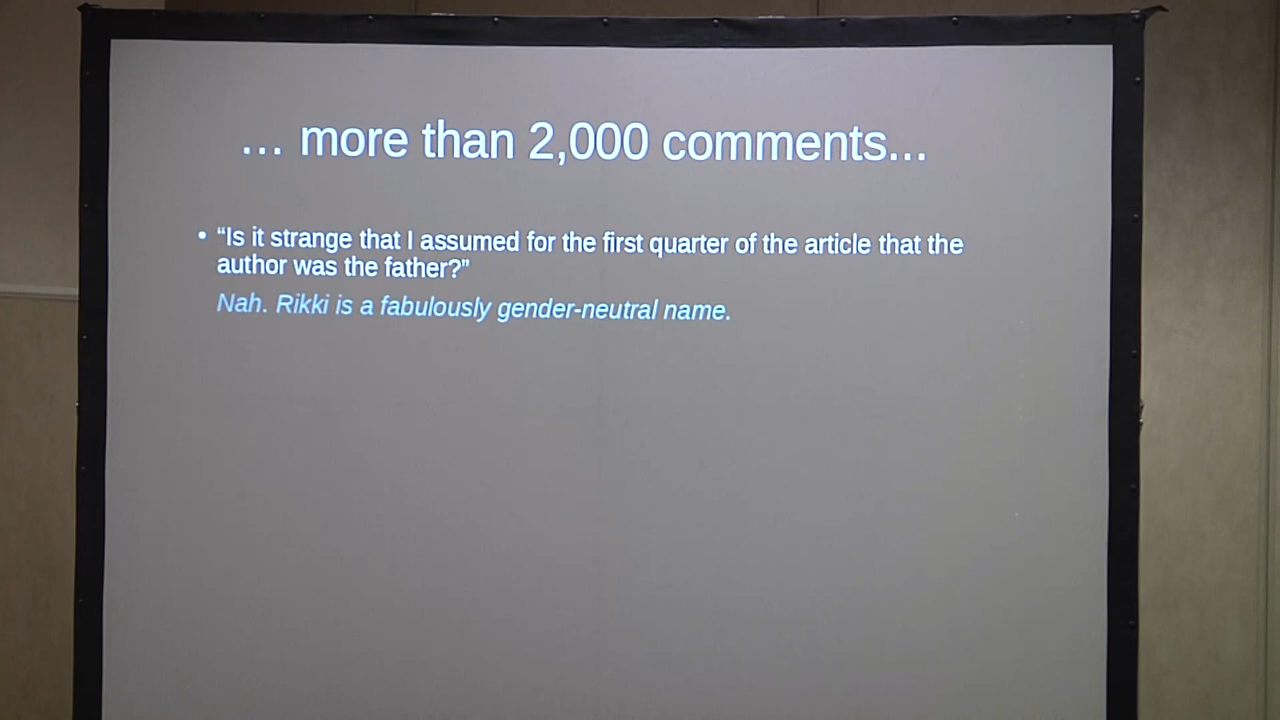 … more than 2,000 comments...
• “Is it strange that I assumed for the first quarter of the article that the
author was the father?”
Nah. Rikki is a fabulously gender-neutral name.